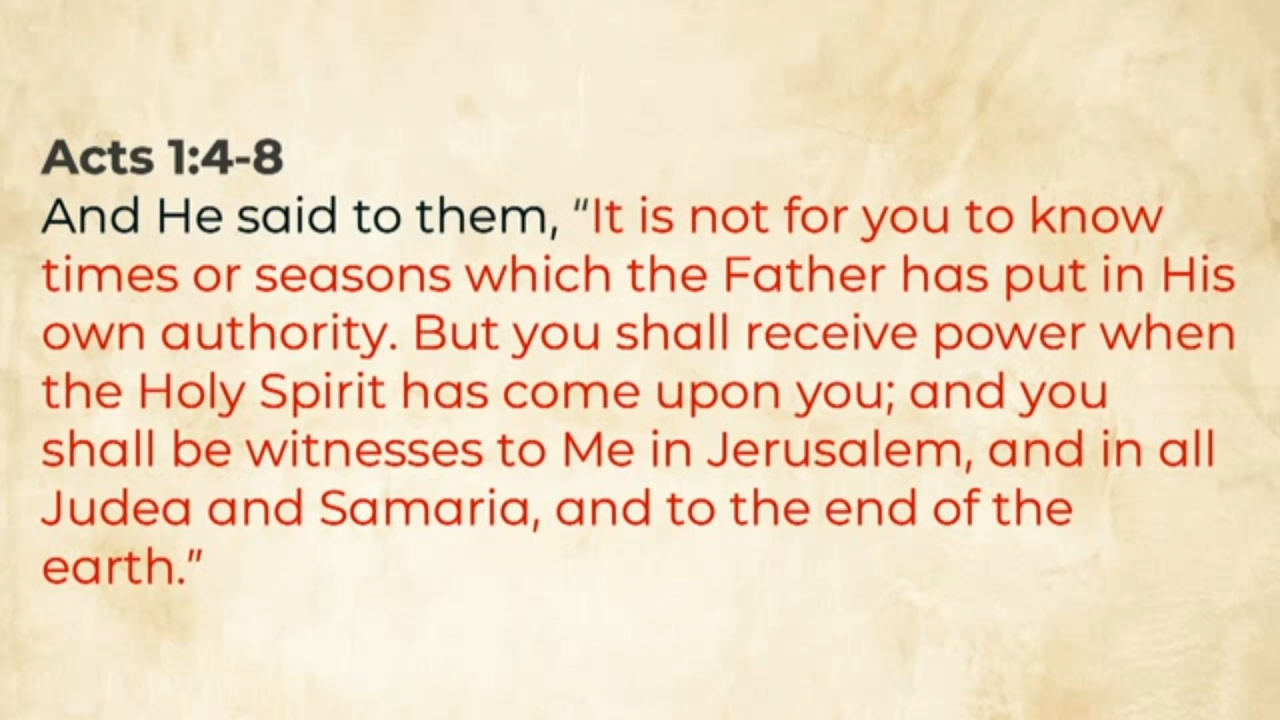 Acts 1:4-8
And He said to them, “It is not for you to know
times or seasons which the Father has put in His
own authority. But you shall receive power when
the Holy Spirit has come upon you; and you
shall be witnesses to Me in Jerusalem, and in all
Judea and Samaria, and to the end of the
earth.”